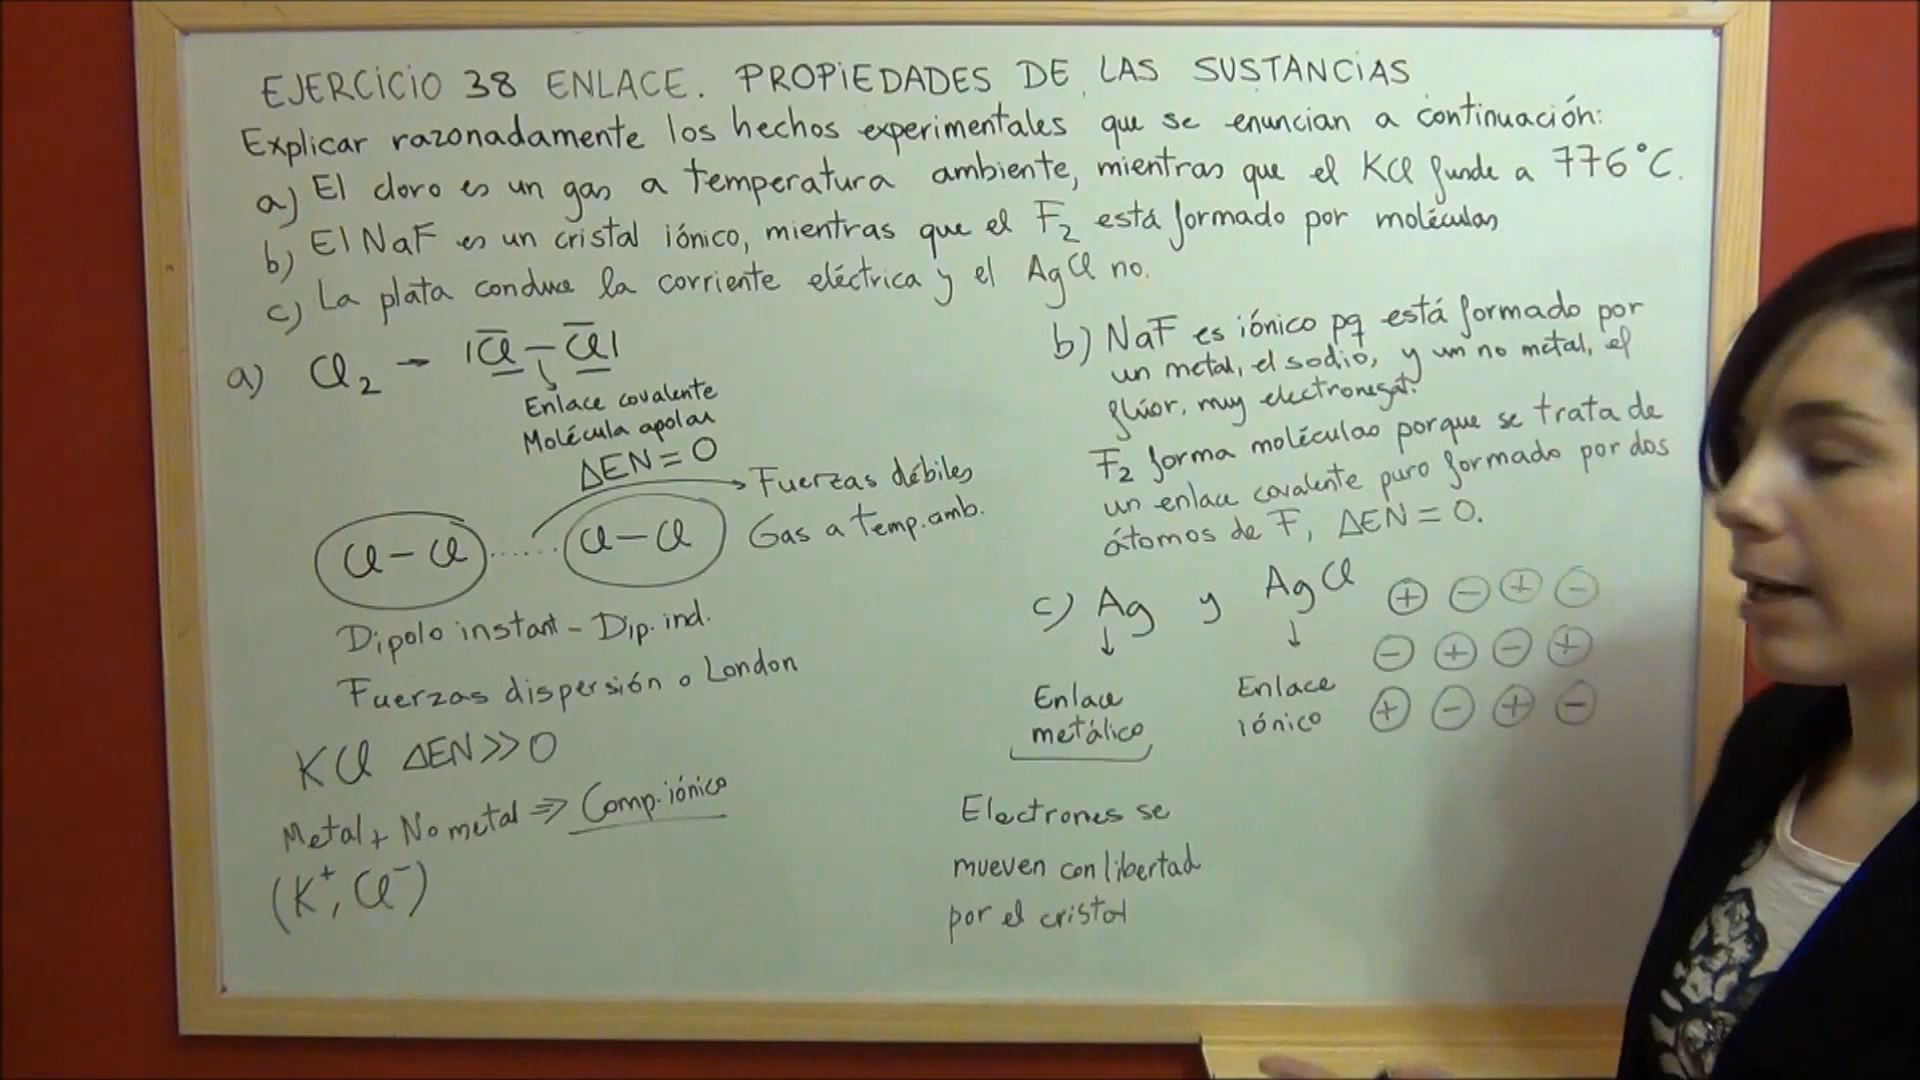 EJERCICIO 38 ENLACE. PROPIEDADES DE LAS SUSTANCIAS
Explicar razonadamente los hechos experimentales que se enuncian a continuación:
a) El cloro es un gas a temperatura ambiente, mientras que el KCl funde a 776°C.
b) El NaF es un cristal iónico, mientras que el F₂ está formado por moléculas
c) La plata conduce la corriente eléctrica y el AgCl no.
a) Cl₂ → |Cl̅ - Cl̅|
Enlace covalente
Molécula apolar
ΔEN = 0
Fuerzas débiles
Gas a temp. amb.
Cl - Cl ...... Cl - Cl
Dipolo instant - Dip. ind.
Fuerzas dispersión o London
KCl ΔEN >> 0
Metal + No metal ⇒ Comp. iónico
(K⁺, Cl⁻)
b) NaF es iónico pq está formado por
un metal, el sodio, y un no metal, el
flúor, muy electronegat.
F₂ forma moléculas porque se trata de
un enlace covalente puro formado por dos
átomos de F, ΔEN = 0.
c) Ag y AgCl
↓ ↓
Enlace metálico
Enlace iónico
+ - + -
- + - +
+ - + -
Electrones se
mueven con libertad
por el cristal